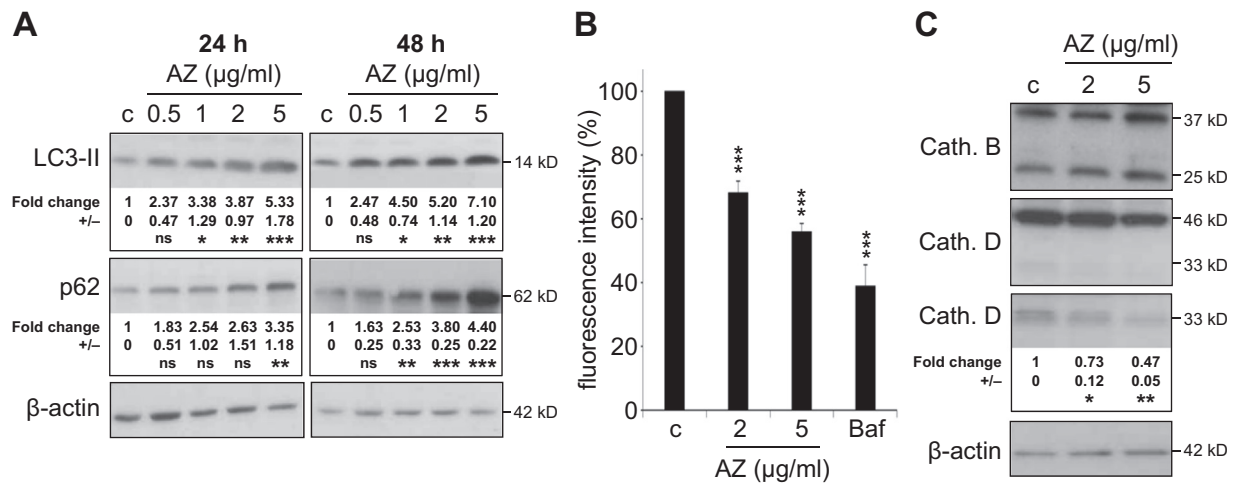 A
24 h
48 h
AZ (µg/ml)
AZ (µg/ml)
c 0.5 1 2 5
c 0.5 1 2 5
LC3-II
14 kD
Fold change 1 2.37 3.38 3.87 5.33
1 2.47 4.50 5.20 7.10
+/– 0 0.47 1.29 0.97 1.78
0 0.48 0.74 1.14 1.20
ns * ** ***
ns * ** ***
p62
62 kD
Fold change 1 1.83 2.54 2.63 3.35
1 1.63 2.53 3.80 4.40
+/– 0 0.51 1.02 1.51 1.18
0 0.25 0.33 0.25 0.22
ns ns ns **
ns ** *** ***
β-actin
42 kD
B
fluorescence intensity (%)
100
80
60
40
20
0
***
***
***
c 2 5 Baf
AZ (µg/ml)
C
AZ (µg/ml)
c 2 5
Cath. B
37 kD
25 kD
Cath. D
46 kD
33 kD
Cath. D
33 kD
Fold change 1 0.73 0.47
+/– 0 0.12 0.05
* **
β-actin
42 kD